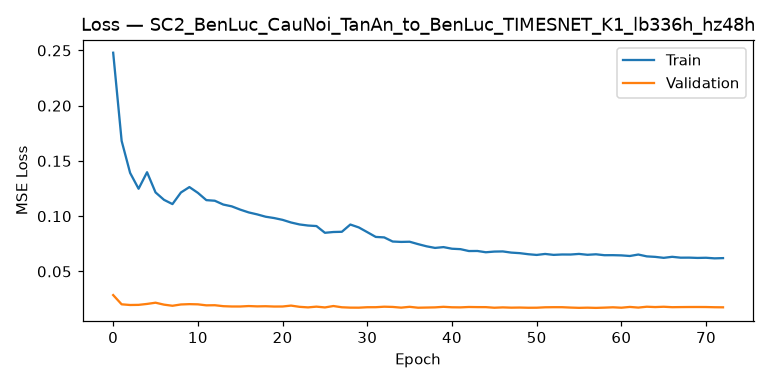 Loss — SC2_BenLuc_CauNoi_TanAn_to_BenLuc_TIMESNET_K1_lb336h_hz48h
Train
Validation
MSE Loss
0.25
0.20
0.15
0.10
0.05
0 10 20 30 40 50 60 70
Epoch